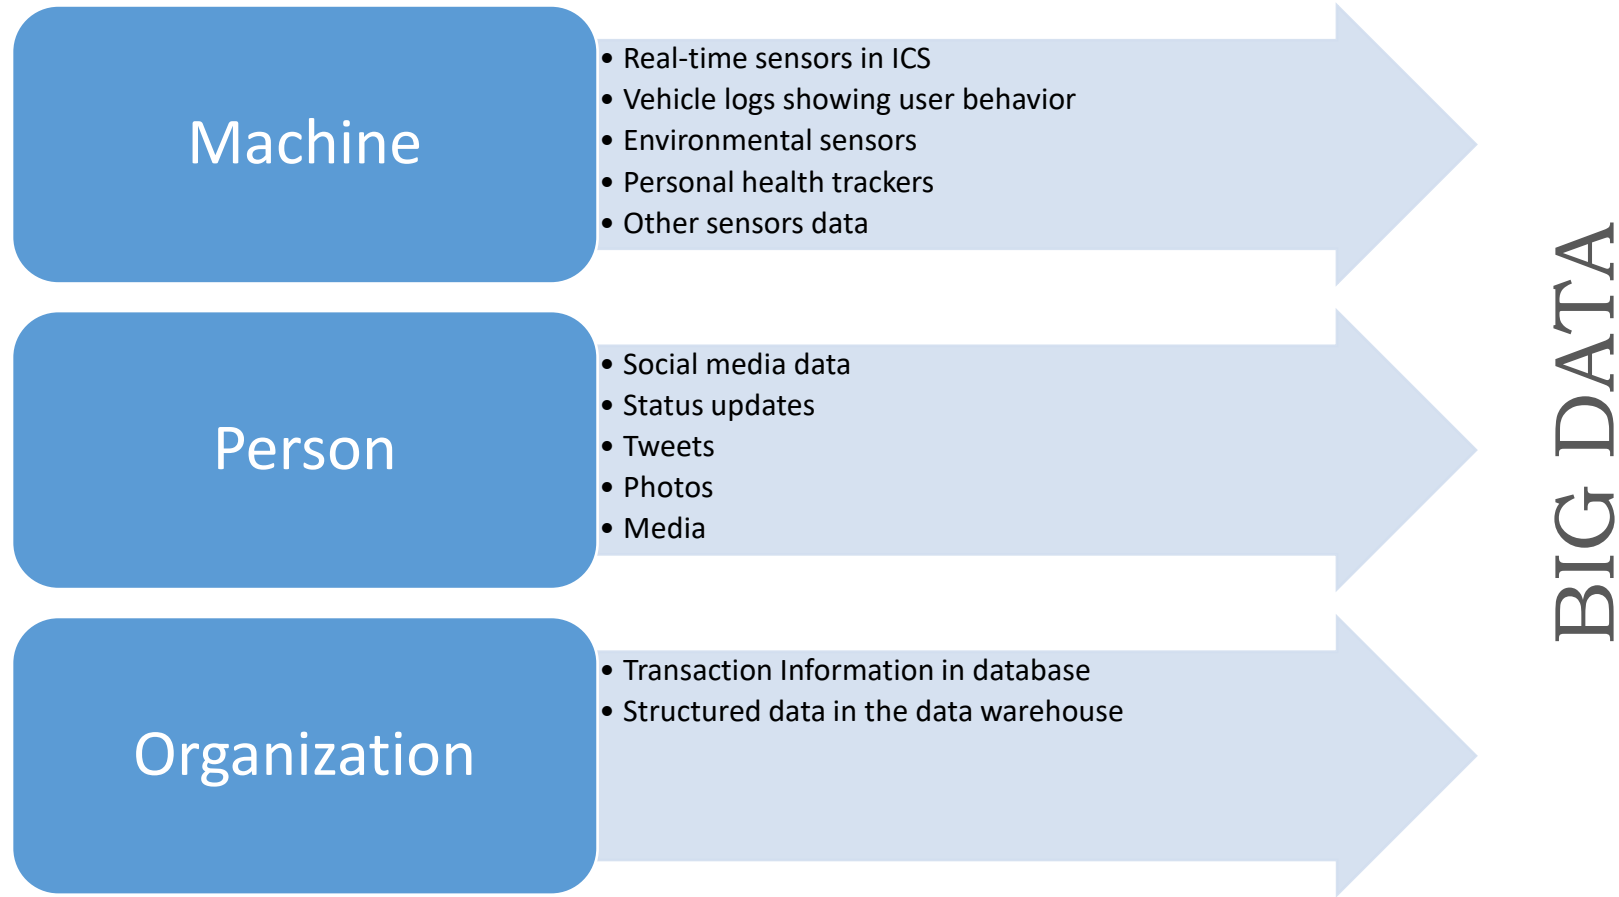 Machine
• Real-time sensors in ICS
• Vehicle logs showing user behavior
• Environmental sensors
• Personal health trackers
• Other sensors data
Person
• Social media data
• Status updates
• Tweets
• Photos
• Media
Organization
• Transaction Information in database
• Structured data in the data warehouse
BIG DATA